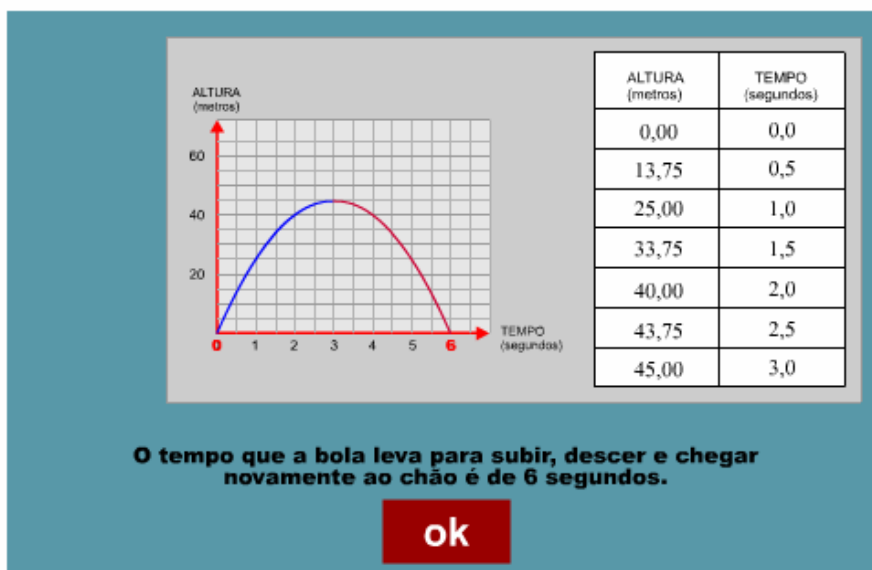 ALTURA
(metros)
60
40
20
0 1 2 3 4 5 6
TEMPO
(segundos)
ALTURA
(metros)
TEMPO
(segundos)
0,00 0,0
13,75 0,5
25,00 1,0
33,75 1,5
40,00 2,0
43,75 2,5
45,00 3,0
O tempo que a bola leva para subir, descer e chegar
novamente ao chão é de 6 segundos.
ok